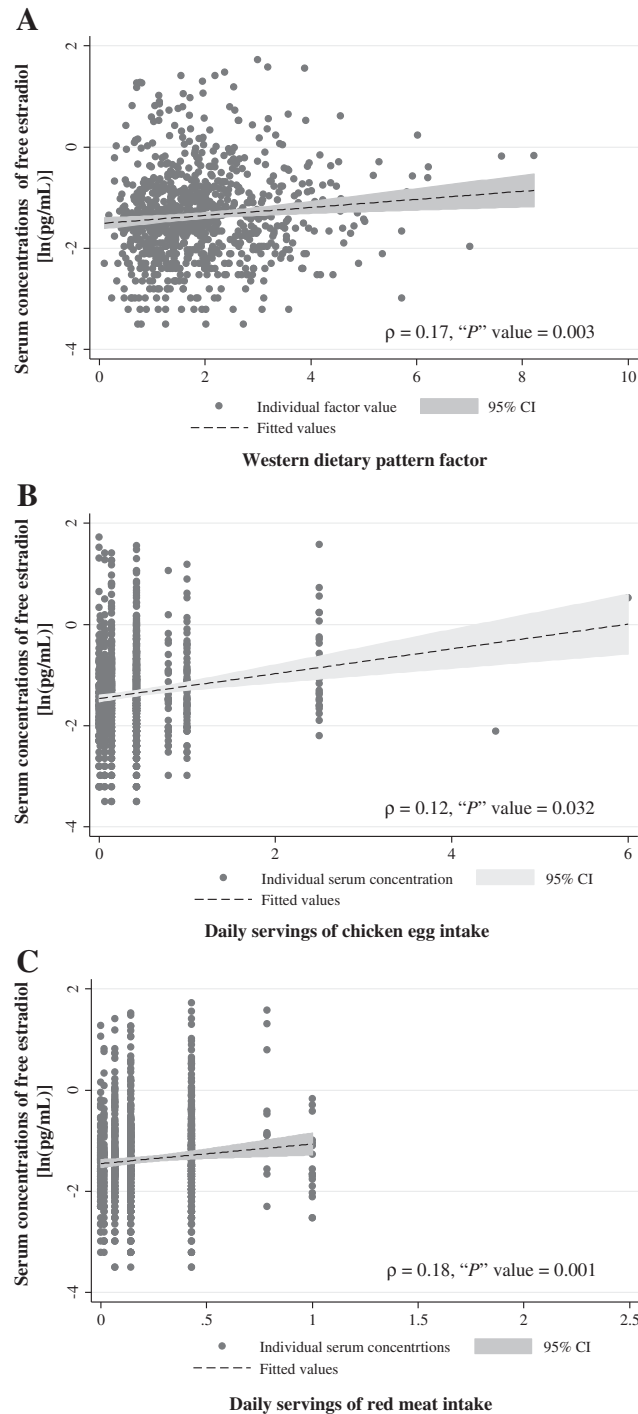 A
Serum concentrations of free estradiol
[ln(pg/mL)]
2
0
-2
-4
ρ = 0.17, “P” value = 0.003
0 2 4 6 8 10
Individual factor value 95% CI
Fitted values
Western dietary pattern factor
B
Serum concentrations of free estradiol
[ln(pg/mL)]
2
0
-2
-4
ρ = 0.12, “P” value = 0.032
0 2 4 6
Individual serum concentration 95% CI
Fitted values
Daily servings of chicken egg intake
C
Serum concentrations of free estradiol
[ln(pg/mL)]
2
0
-2
-4
ρ = 0.18, “P” value = 0.001
0 .5 1 1.5 2 2.5
Individual serum concentrtions 95% CI
Fitted values
Daily servings of red meat intake